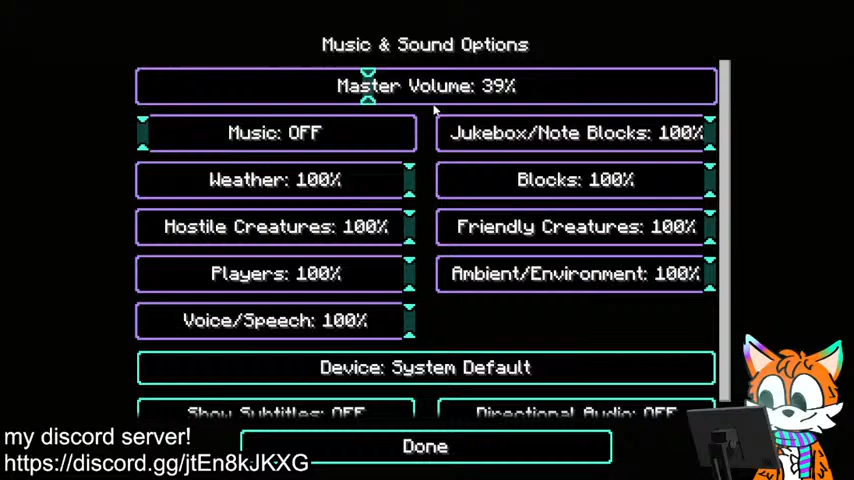 Music & Sound Options
Master Volume: 39%
Music: OFF
Jukebox/Note Blocks: 100%
Weather: 100%
Blocks: 100%
Hostile Creatures: 100%
Friendly Creatures: 100%
Players: 100%
Ambient/Environment: 100%
Voice/Speech: 100%
Device: System Default
Show Subtitles: OFF
Directional Audio: OFF
my discord server!
https://discord.gg/jtEn8kJKXG
Done